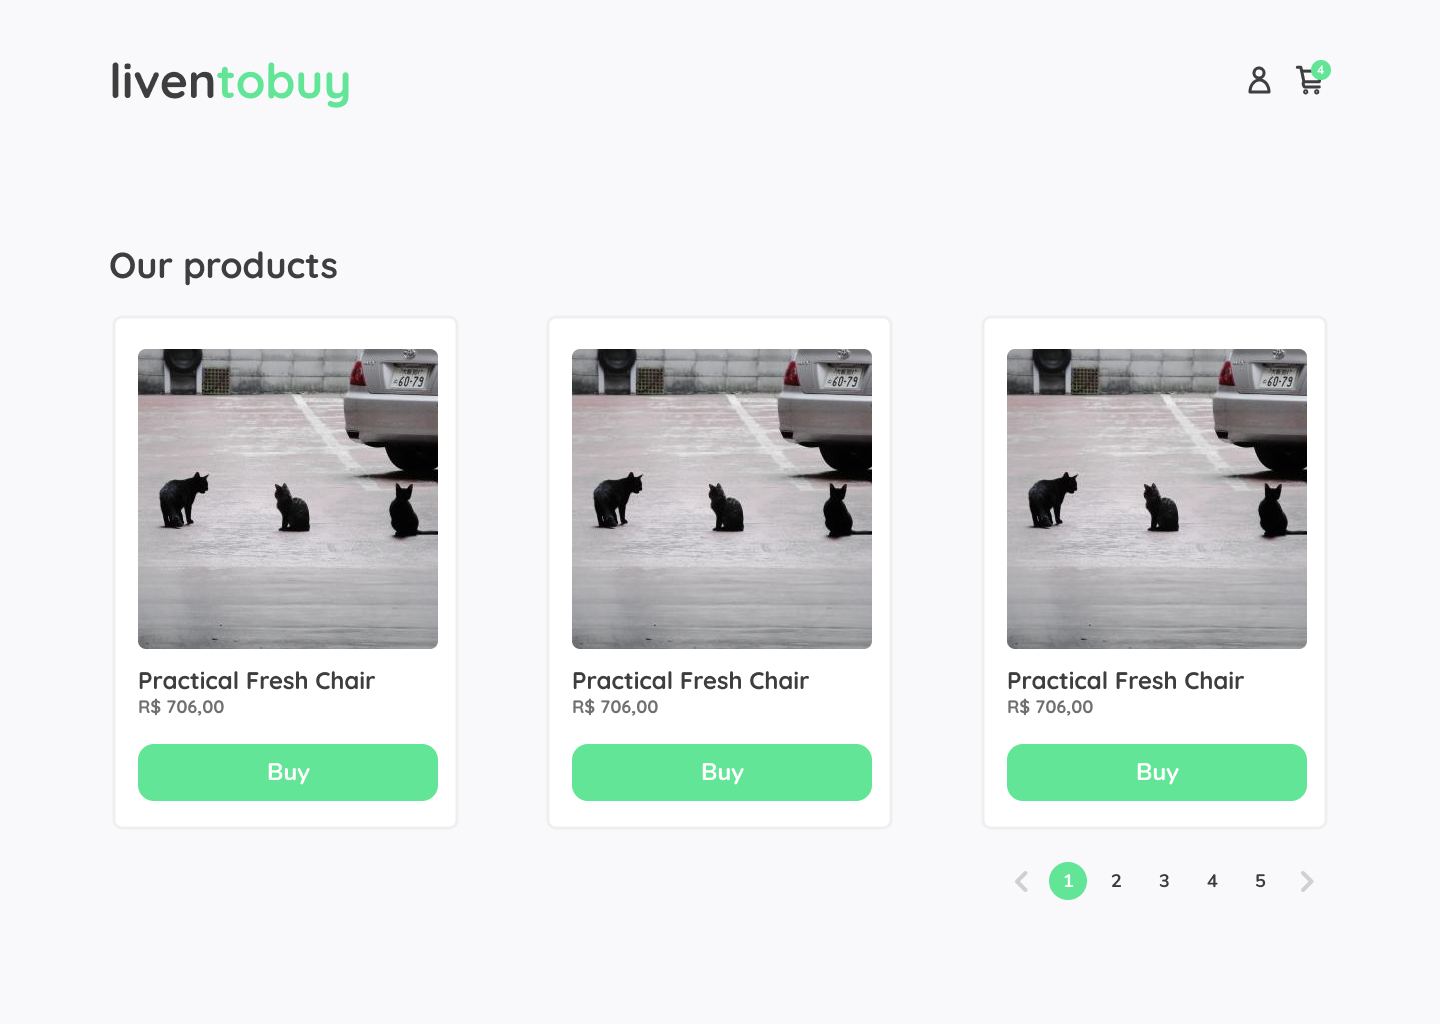 liventobuy
4
Our products
60-79
60-79
60-79
Practical Fresh Chair
Practical Fresh Chair
Practical Fresh Chair
R$ 706,00
R$ 706,00
R$ 706,00
Buy
Buy
Buy
1 2 3 4 5